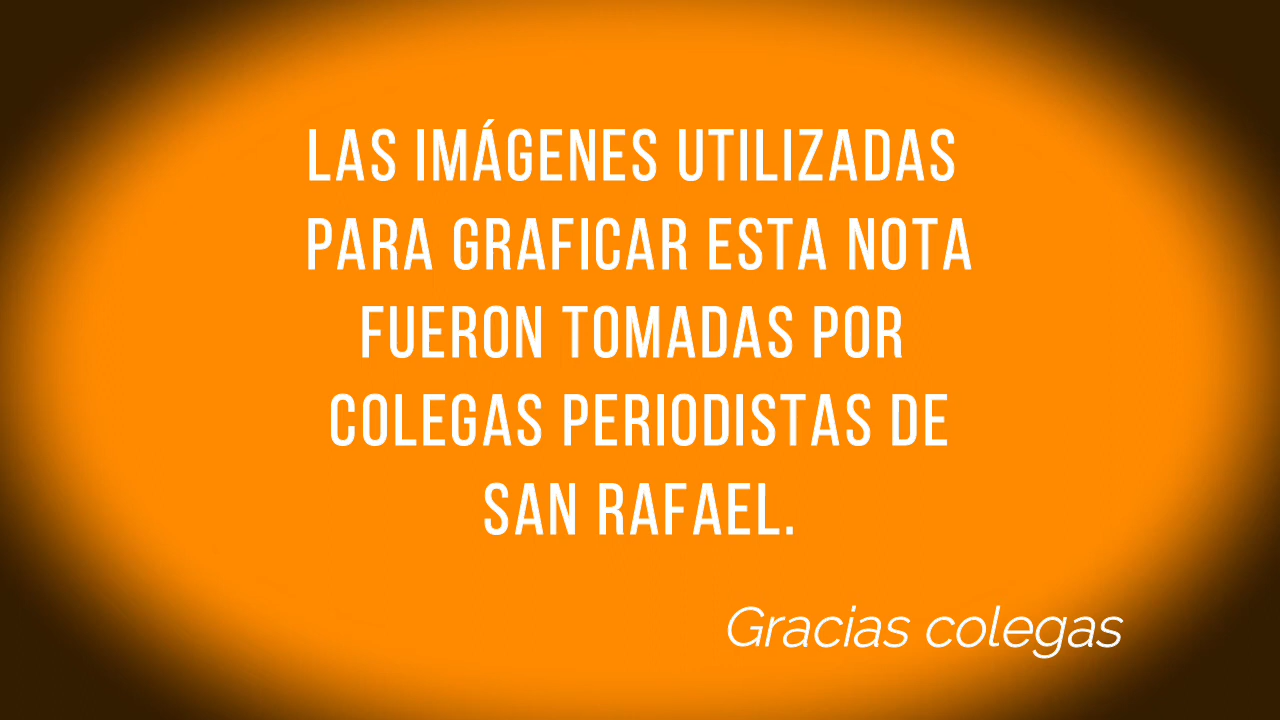 LAS IMÁGENES UTILIZADAS
PARA GRAFICAR ESTA NOTA
FUERON TOMADAS POR
COLEGAS PERIODISTAS DE
SAN RAFAEL.
Gracias colegas